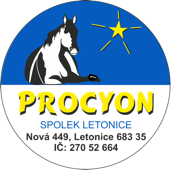 PROCYON
SPOLEK LETONICE
Nová 449, Letonice 683 35
IČ: 270 52 664